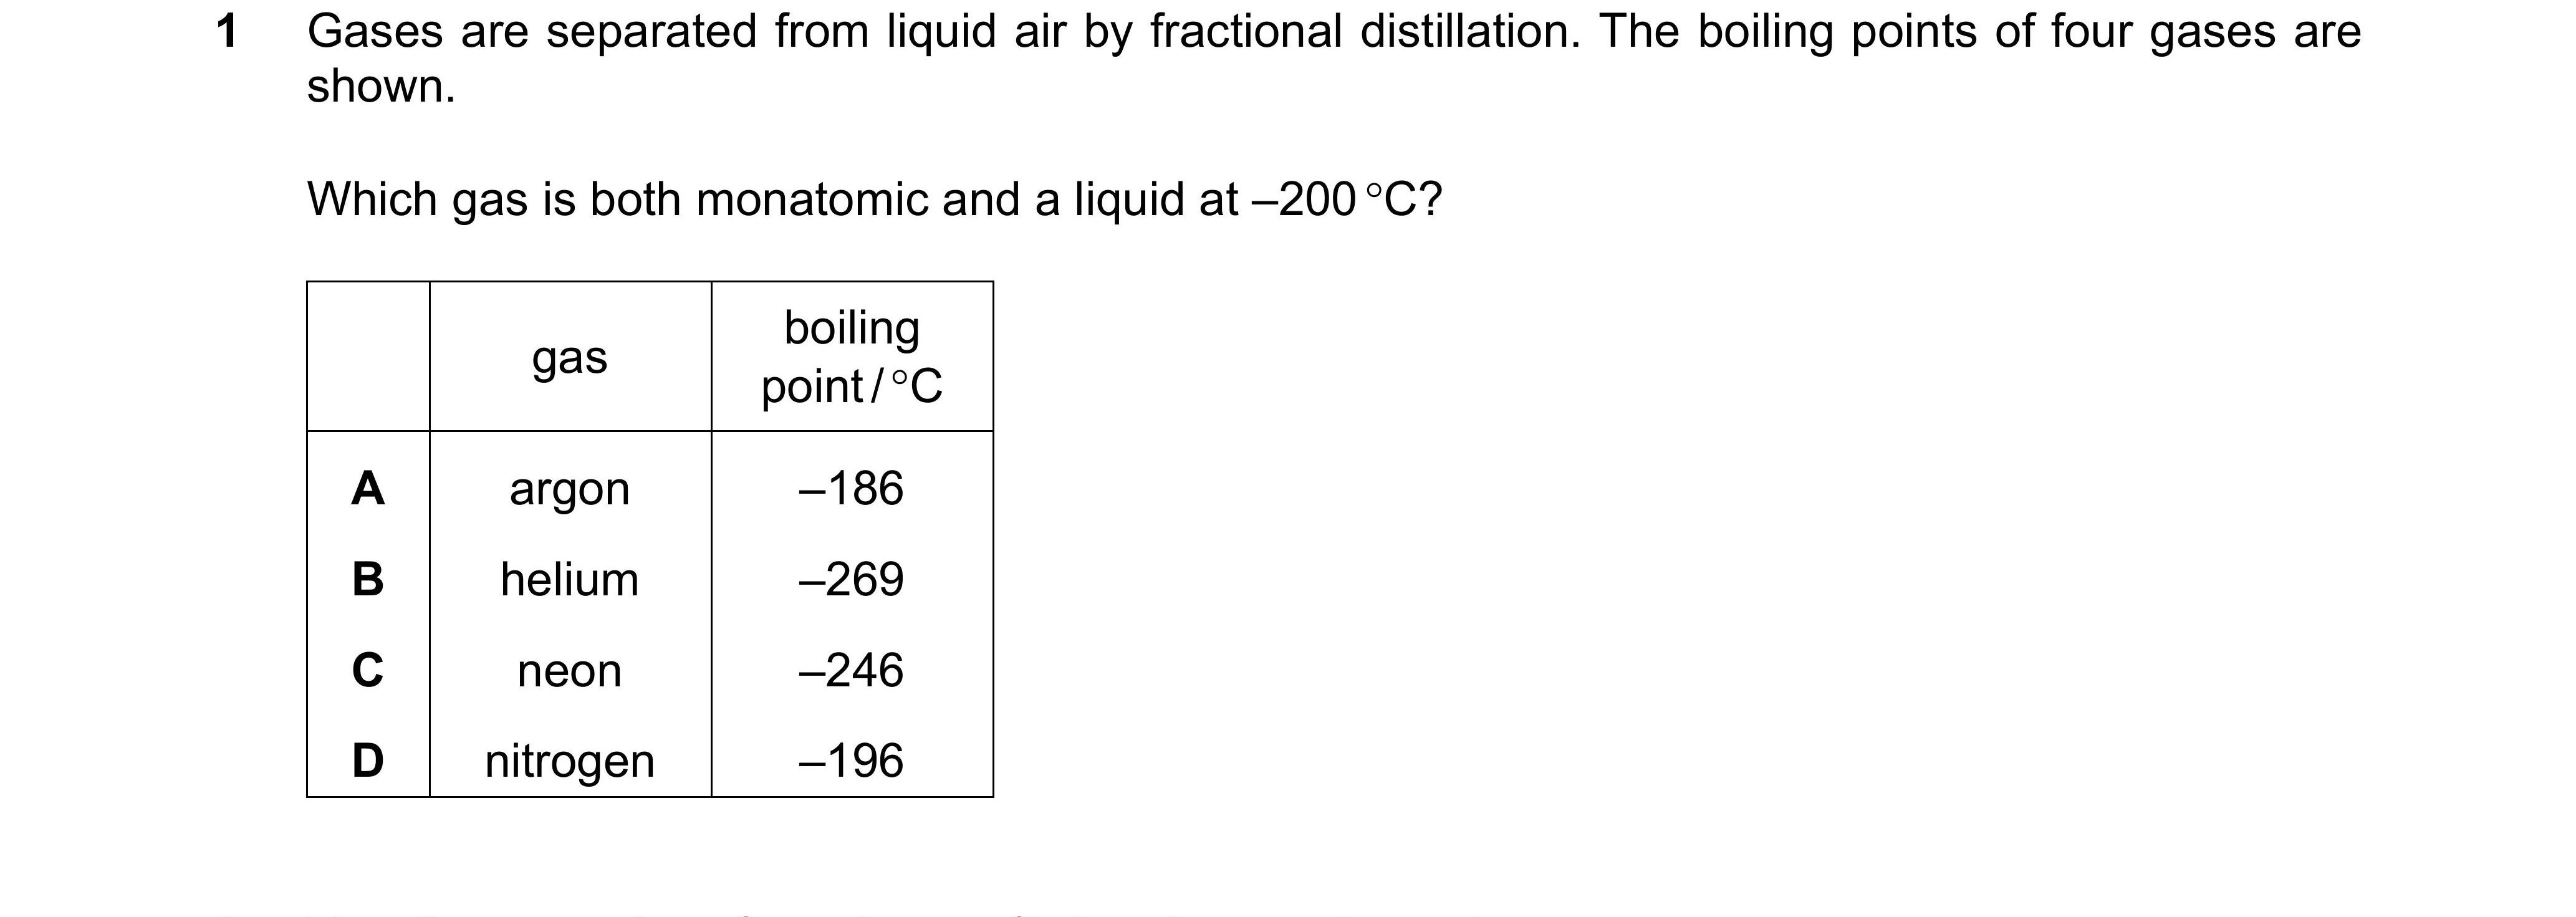 1 Gases are separated from liquid air by fractional distillation. The boiling points of four gases are
shown.
Which gas is both monatomic and a liquid at –200 °C?
gas boiling point / °C
A argon –186
B helium –269
C neon –246
D nitrogen –196